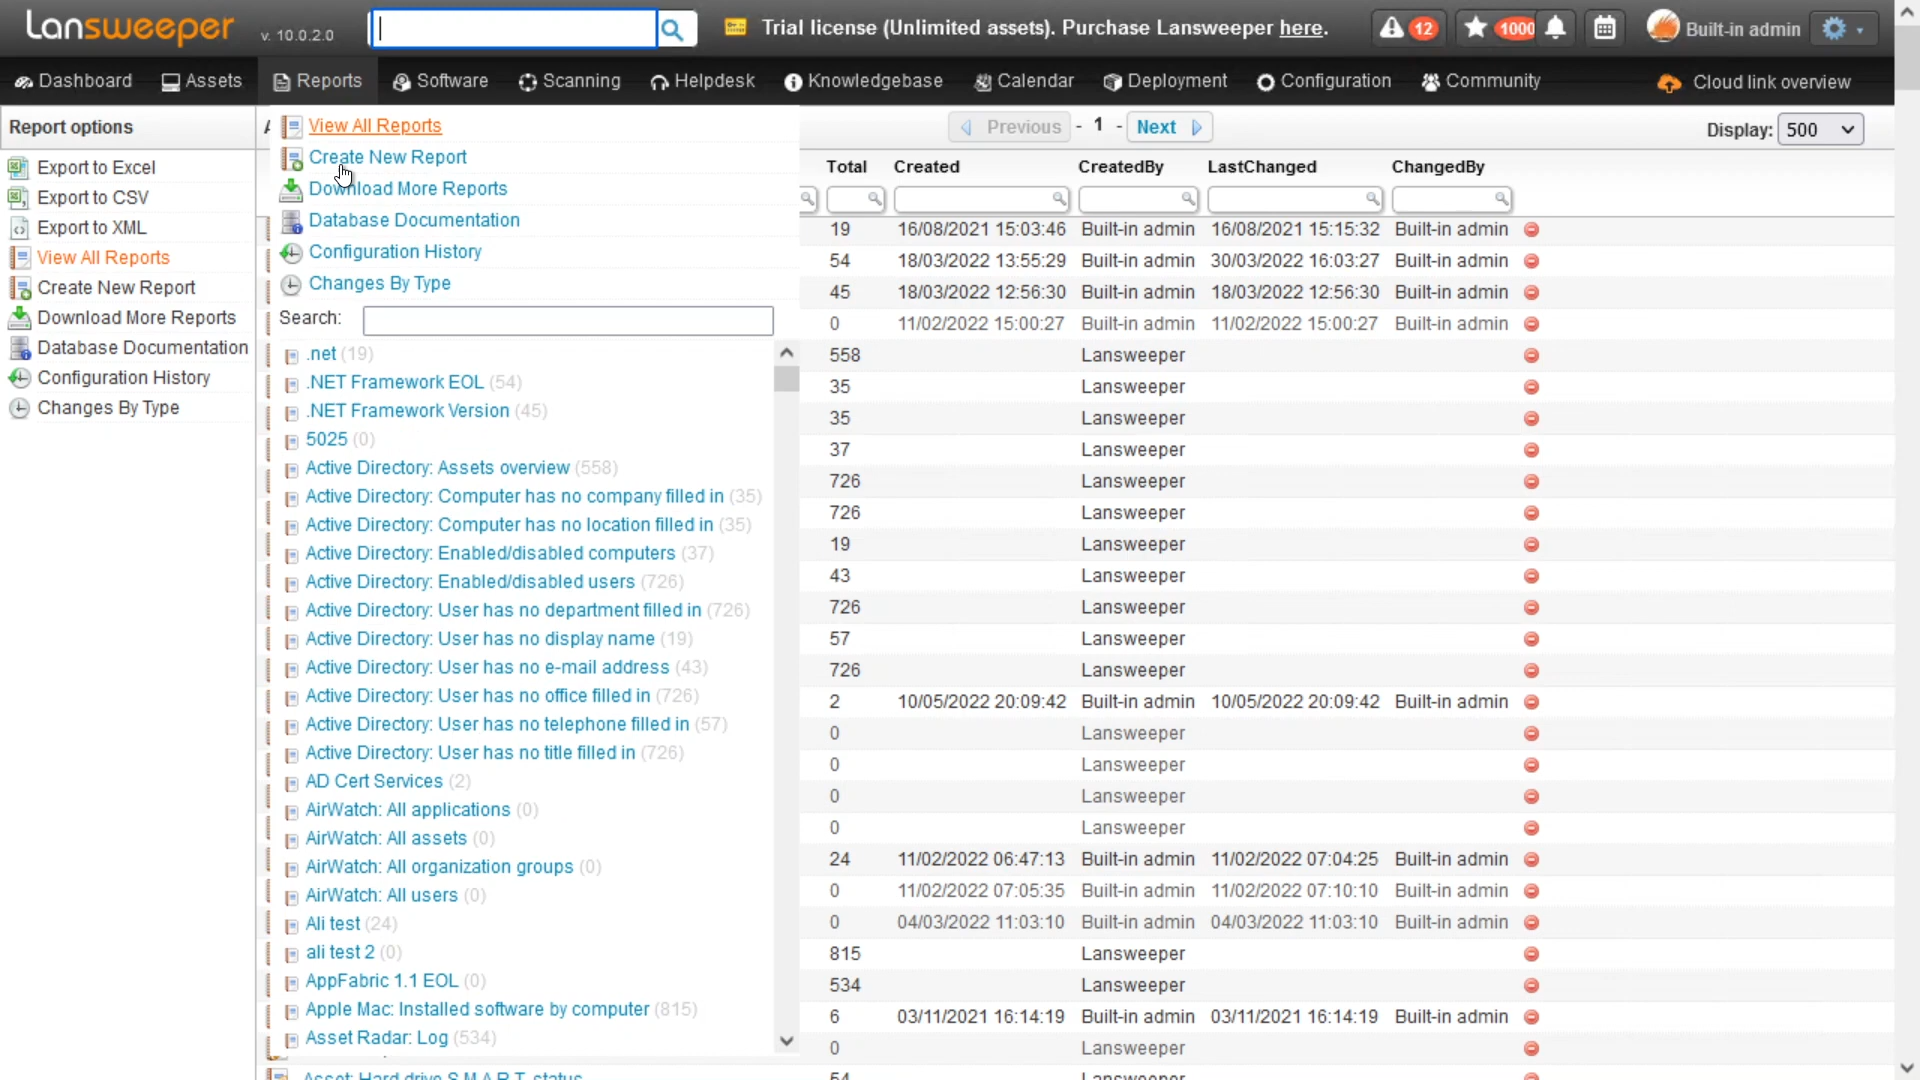 Lansweeper v. 10.0.2.0 Trial license (Unlimited assets). Purchase Lansweeper here. 12 1000 Built-in admin
Dashboard Assets Reports Software Scanning Helpdesk Knowledgebase Calendar Deployment Configuration Community Cloud link overview
Report options
Export to Excel
Export to CSV
Export to XML
View All Reports
Create New Report
Download More Reports
Database Documentation
Configuration History
Changes By Type
View All Reports
Create New Report
Download More Reports
Database Documentation
Configuration History
Changes By Type
Search:
.net (19)
.NET Framework EOL (54)
.NET Framework Version (45)
5025 (0)
Active Directory: Assets overview (558)
Active Directory: Computer has no company filled in (35)
Active Directory: Computer has no location filled in (35)
Active Directory: Enabled/disabled computers (37)
Active Directory: Enabled/disabled users (726)
Active Directory: User has no department filled in (726)
Active Directory: User has no display name (19)
Active Directory: User has no e-mail address (43)
Active Directory: User has no office filled in (726)
Active Directory: User has no telephone filled in (57)
Active Directory: User has no title filled in (726)
AD Cert Services (2)
AirWatch: All applications (0)
AirWatch: All assets (0)
AirWatch: All organization groups (0)
AirWatch: All users (0)
Ali test (24)
ali test 2 (0)
AppFabric 1.1 EOL (0)
Apple Mac: Installed software by computer (815)
Asset Radar: Log (534)
Asset: Hard drive S.M.A.R.T. status
Previous - 1 - Next Display: 500
Total Created CreatedBy LastChanged ChangedBy
19 16/08/2021 15:03:46 Built-in admin 16/08/2021 15:15:32 Built-in admin
54 18/03/2022 13:55:29 Built-in admin 30/03/2022 16:03:27 Built-in admin
45 18/03/2022 12:56:30 Built-in admin 18/03/2022 12:56:30 Built-in admin
0 11/02/2022 15:00:27 Built-in admin 11/02/2022 15:00:27 Built-in admin
558 Lansweeper
35 Lansweeper
35 Lansweeper
37 Lansweeper
726 Lansweeper
726 Lansweeper
19 Lansweeper
43 Lansweeper
726 Lansweeper
57 Lansweeper
726 Lansweeper
2 10/05/2022 20:09:42 Built-in admin 10/05/2022 20:09:42 Built-in admin
0 Lansweeper
0 Lansweeper
0 Lansweeper
0 Lansweeper
24 11/02/2022 06:47:13 Built-in admin 11/02/2022 07:04:25 Built-in admin
0 11/02/2022 07:05:35 Built-in admin 11/02/2022 07:10:10 Built-in admin
0 04/03/2022 11:03:10 Built-in admin 04/03/2022 11:03:10 Built-in admin
815 Lansweeper
534 Lansweeper
6 03/11/2021 16:14:19 Built-in admin 03/11/2021 16:14:19 Built-in admin
0 Lansweeper
54 Lansweeper